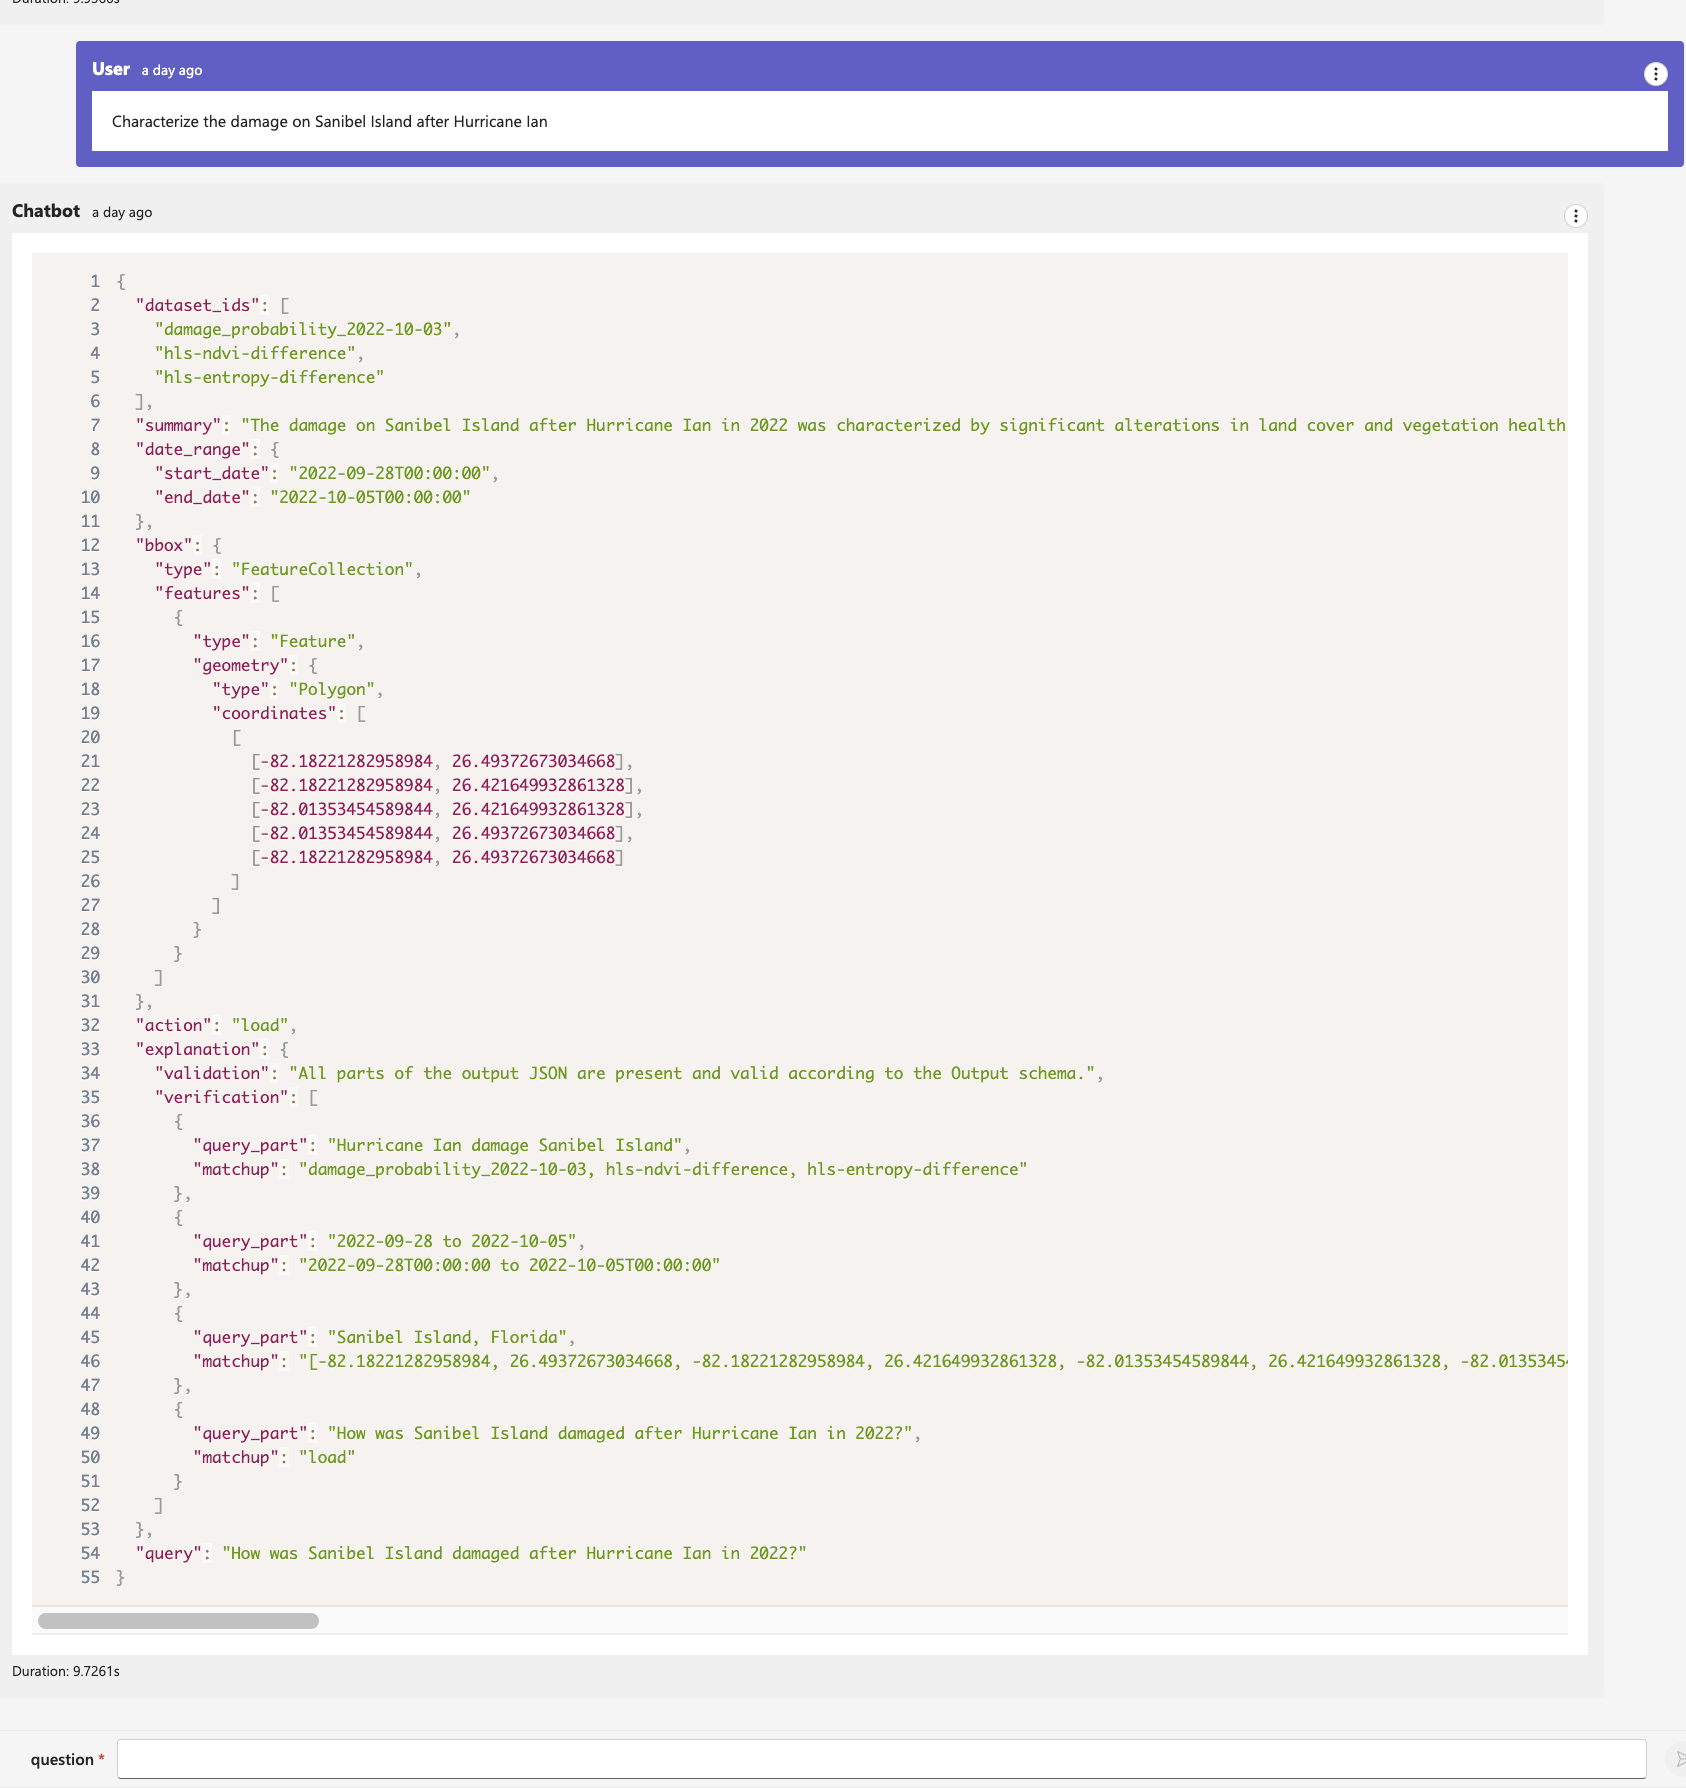 User a day ago
Characterize the damage on Sanibel Island after Hurricane Ian
Chatbot a day ago
1 {
2 "dataset_ids": [
3 "damage_probability_2022-10-03",
4 "hls-ndvi-difference",
5 "hls-entropy-difference"
6 ],
7 "summary": "The damage on Sanibel Island after Hurricane Ian in 2022 was characterized by significant alterations in land cover and vegetation health
8 "date_range": {
9 "start_date": "2022-09-28T00:00:00",
10 "end_date": "2022-10-05T00:00:00"
11 },
12 "bbox": {
13 "type": "FeatureCollection",
14 "features": [
15 {
16 "type": "Feature",
17 "geometry": {
18 "type": "Polygon",
19 "coordinates": [
20 [
21 [-82.18221282958984, 26.49372673034668],
22 [-82.18221282958984, 26.421649932861328],
23 [-82.01353454589844, 26.421649932861328],
24 [-82.01353454589844, 26.49372673034668],
25 [-82.18221282958984, 26.49372673034668]
26 ]
27 ]
28 }
29 }
30 ]
31 },
32 "action": "load",
33 "explanation": {
34 "validation": "All parts of the output JSON are present and valid according to the Output schema.",
35 "verification": [
36 {
37 "query_part": "Hurricane Ian damage Sanibel Island",
38 "matchup": "damage_probability_2022-10-03, hls-ndvi-difference, hls-entropy-difference"
39 },
40 {
41 "query_part": "2022-09-28 to 2022-10-05",
42 "matchup": "2022-09-28T00:00:00 to 2022-10-05T00:00:00"
43 },
44 {
45 "query_part": "Sanibel Island, Florida",
46 "matchup": "[-82.18221282958984, 26.49372673034668, -82.18221282958984, 26.421649932861328, -82.01353454589844, 26.421649932861328, -82.0135345
47 },
48 {
49 "query_part": "How was Sanibel Island damaged after Hurricane Ian in 2022?",
50 "matchup": "load"
51 }
52 ]
53 },
54 "query": "How was Sanibel Island damaged after Hurricane Ian in 2022?"
55 }
Duration: 9.7261s
question *